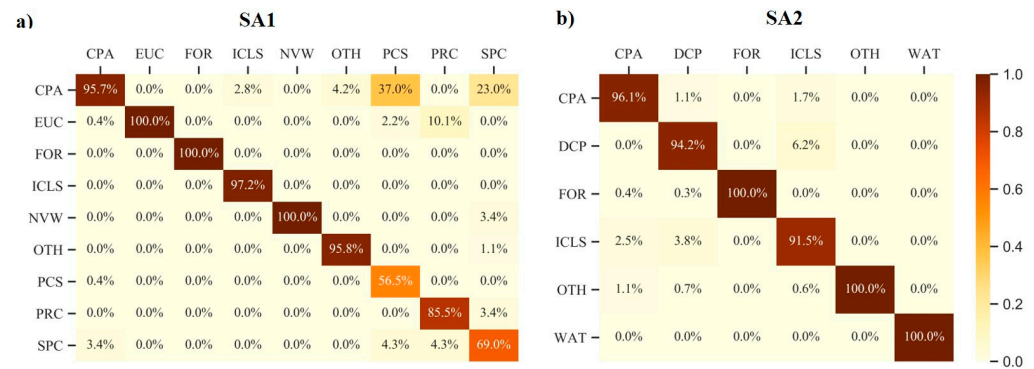 a) SA1
CPA EUC FOR ICLS NVW OTH PCS PRC SPC
CPA 95.7% 0.0% 0.0% 2.8% 0.0% 4.2% 37.0% 0.0% 23.0%
EUC 0.4% 100.0% 0.0% 0.0% 0.0% 0.0% 2.2% 10.1% 0.0%
FOR 0.0% 0.0% 100.0% 0.0% 0.0% 0.0% 0.0% 0.0% 0.0%
ICLS 0.0% 0.0% 0.0% 97.2% 0.0% 0.0% 0.0% 0.0% 0.0%
NVW 0.0% 0.0% 0.0% 0.0% 100.0% 0.0% 0.0% 0.0% 3.4%
OTH 0.0% 0.0% 0.0% 0.0% 0.0% 95.8% 0.0% 0.0% 1.1%
PCS 0.4% 0.0% 0.0% 0.0% 0.0% 0.0% 56.5% 0.0% 0.0%
PRC 0.0% 0.0% 0.0% 0.0% 0.0% 0.0% 0.0% 85.5% 3.4%
SPC 3.4% 0.0% 0.0% 0.0% 0.0% 0.0% 4.3% 4.3% 69.0%
b) SA2
CPA DCP FOR ICLS OTH WAT
CPA 96.1% 1.1% 0.0% 1.7% 0.0% 0.0%
DCP 0.0% 94.2% 0.0% 6.2% 0.0% 0.0%
FOR 0.4% 0.3% 100.0% 0.0% 0.0% 0.0%
ICLS 2.5% 3.8% 0.0% 91.5% 0.0% 0.0%
OTH 1.1% 0.7% 0.0% 0.6% 100.0% 0.0%
WAT 0.0% 0.0% 0.0% 0.0% 0.0% 100.0%
1.0
0.8
0.6
0.4
0.2
0.0